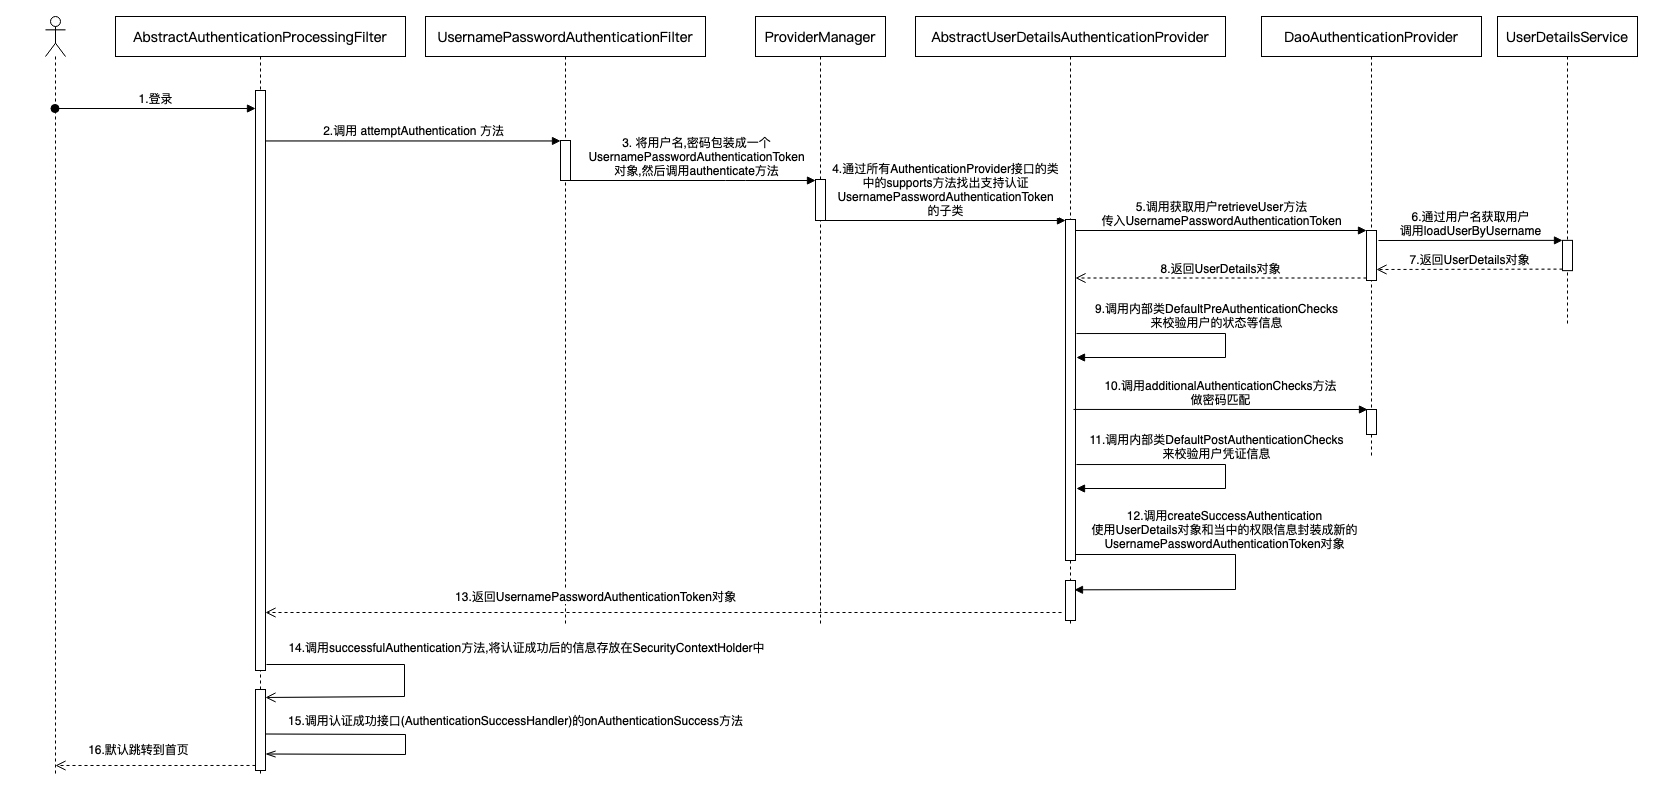 AbstractAuthenticationProcessingFilter
UsernamePasswordAuthenticationFilter
ProviderManager
AbstractUserDetailsAuthenticationProvider
DaoAuthenticationProvider
UserDetailsService
1.登录
2.调用 attemptAuthentication 方法
3. 将用户名,密码包装成一个
UsernamePasswordAuthenticationToken
对象,然后调用authenticate方法
4.通过所有AuthenticationProvider接口的类
中的supports方法找出支持认证
UsernamePasswordAuthenticationToken
的子类
5.调用获取用户retrieveUser方法
传入UsernamePasswordAuthenticationToken
6.通过用户名获取用户
调用loadUserByUsername
7.返回UserDetails对象
8.返回UserDetails对象
9.调用内部类DefaultPreAuthenticationChecks
来校验用户的状态等信息
10.调用additionalAuthenticationChecks方法
做密码匹配
11.调用内部类DefaultPostAuthenticationChecks
来校验用户凭证信息
12.调用createSuccessAuthentication
使用UserDetails对象和当中的权限信息封装成新的
UsernamePasswordAuthenticationToken对象
13.返回UsernamePasswordAuthenticationToken对象
14.调用successfulAuthentication方法,将认证成功后的信息存放在SecurityContextHolder中
15.调用认证成功接口(AuthenticationSuccessHandler)的onAuthenticationSuccess方法
16.默认跳转到首页